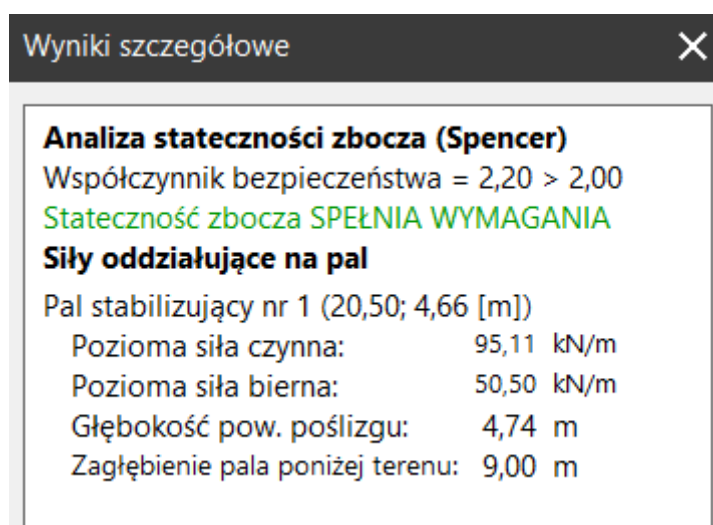 Wyniki szczegółowe
Analiza stateczności zbocza (Spencer)
Współczynnik bezpieczeństwa = 2,20 > 2,00
Stateczność zbocza SPEŁNIA WYMAGANIA
Siły oddziałujące na pal
Pal stabilizujący nr 1 (20,50; 4,66 [m])
Pozioma siła czynna: 95,11 kN/m
Pozioma siła bierna: 50,50 kN/m
Głębokość pow. poślizgu: 4,74 m
Zagłębienie pala poniżej terenu: 9,00 m